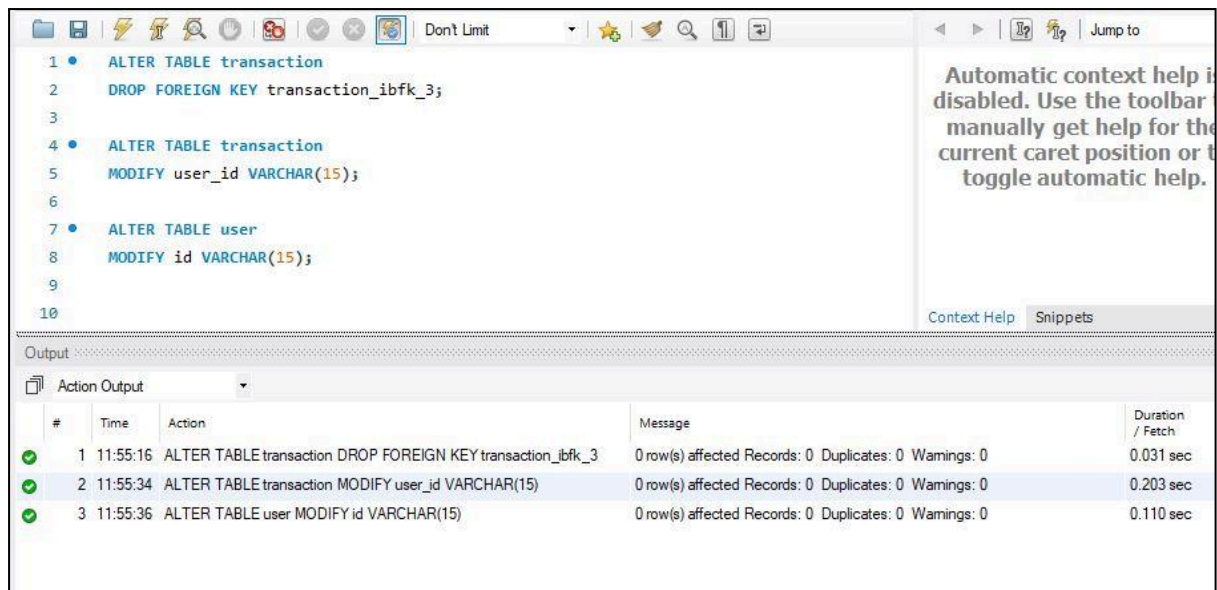 Don't Limit
Jump to
1 ALTER TABLE transaction
2 DROP FOREIGN KEY transaction_ibfk_3;
3
4 ALTER TABLE transaction
5 MODIFY user_id VARCHAR(15);
6
7 ALTER TABLE user
8 MODIFY id VARCHAR(15);
9
10
Automatic context help is
disabled. Use the toolbar
manually get help for the
current caret position or t
toggle automatic help.
Context Help Snippets
Output
Action Output
# Time Action Message Duration / Fetch
1 11:55:16 ALTER TABLE transaction DROP FOREIGN KEY transaction_ibfk_3 0 row(s) affected Records: 0 Duplicates: 0 Warnings: 0 0.031 sec
2 11:55:34 ALTER TABLE transaction MODIFY user_id VARCHAR(15) 0 row(s) affected Records: 0 Duplicates: 0 Warnings: 0 0.203 sec
3 11:55:36 ALTER TABLE user MODIFY id VARCHAR(15) 0 row(s) affected Records: 0 Duplicates: 0 Warnings: 0 0.110 sec